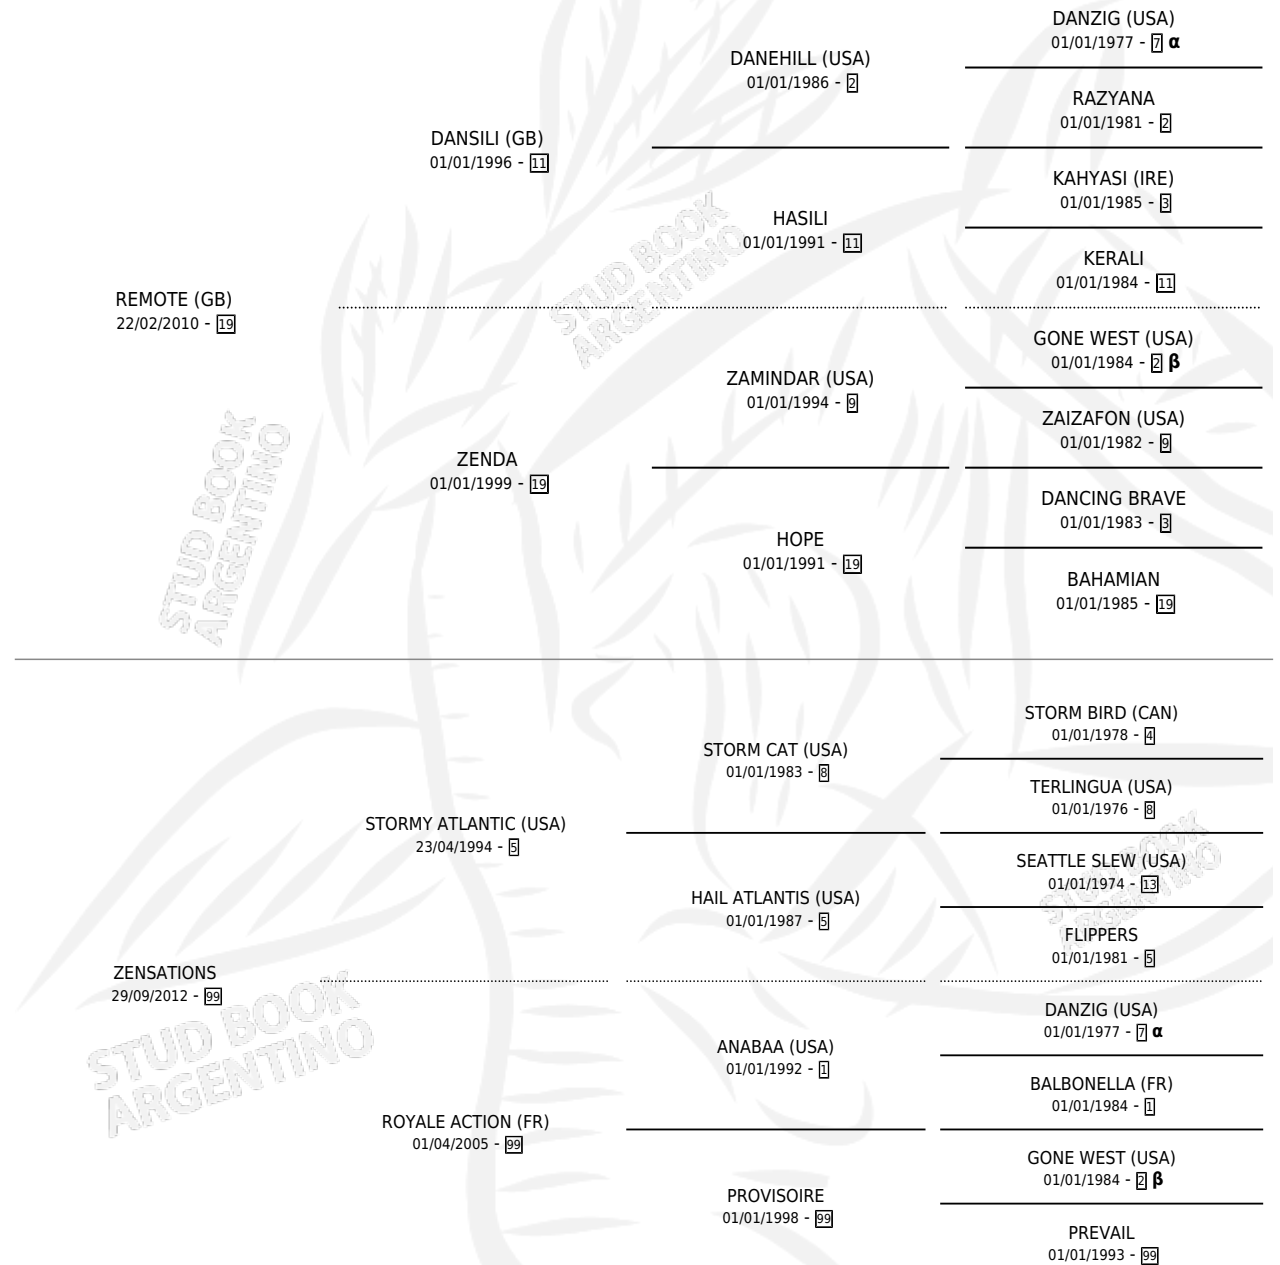 DANZIG (USA)
01/01/1977 - 7 α
DANEHILL (USA)
01/01/1986 - 2
RAZYANA
01/01/1981 - 2
DANSILI (GB)
01/01/1996 - 11
KAHYASI (IRE)
01/01/1985 - 3
HASILI
01/01/1991 - 11
KERALI
01/01/1984 - 11
REMOTE (GB)
22/02/2010 - 19
GONE WEST (USA)
01/01/1984 - 2 β
ZAMINDAR (USA)
01/01/1994 - 9
ZAIZAFON (USA)
01/01/1982 - 9
ZENDA
01/01/1999 - 19
DANCING BRAVE
01/01/1983 - 3
HOPE
01/01/1991 - 19
BAHAMIAN
01/01/1985 - 19
STORM BIRD (CAN)
01/01/1978 - 4
STORM CAT (USA)
01/01/1983 - 8
TERLINGUA (USA)
01/01/1976 - 8
STORMY ATLANTIC (USA)
23/04/1994 - 5
SEATTLE SLEW (USA)
01/01/1974 - 13
HAIL ATLANTIS (USA)
01/01/1987 - 5
FLIPPERS
01/01/1981 - 5
ZENSATIONS
29/09/2012 - 99
DANZIG (USA)
01/01/1977 - 7 α
ANABAA (USA)
01/01/1992 - 1
BALBONELLA (FR)
01/01/1984 - 1
ROYALE ACTION (FR)
01/04/2005 - 99
GONE WEST (USA)
01/01/1984 - 2 β
PROVISOIRE
01/01/1998 - 99
PREVAIL
01/01/1993 - 99
STUD BOOK
ARGENTINO
STUD BOOK
ARGENTINO
STUD BOOK
ARGENTINO
STUD BOOK
ARGENTINO